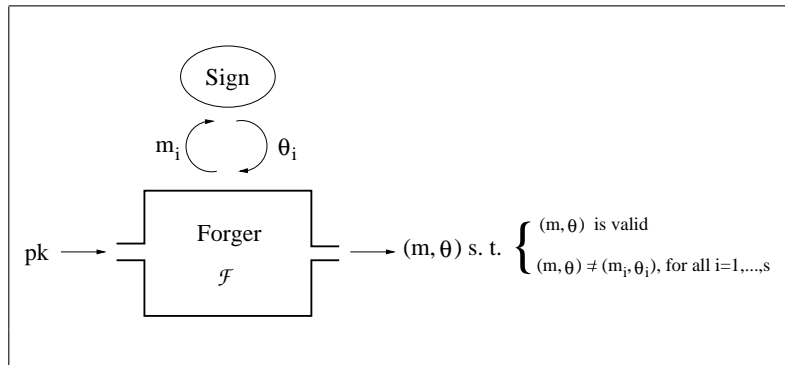 Sign
m_i θ_i
Forger
ℱ
pk
(m, θ) s. t. {
(m, θ) is valid
(m, θ) ≠ (m_i, θ_i), for all i=1,...,s